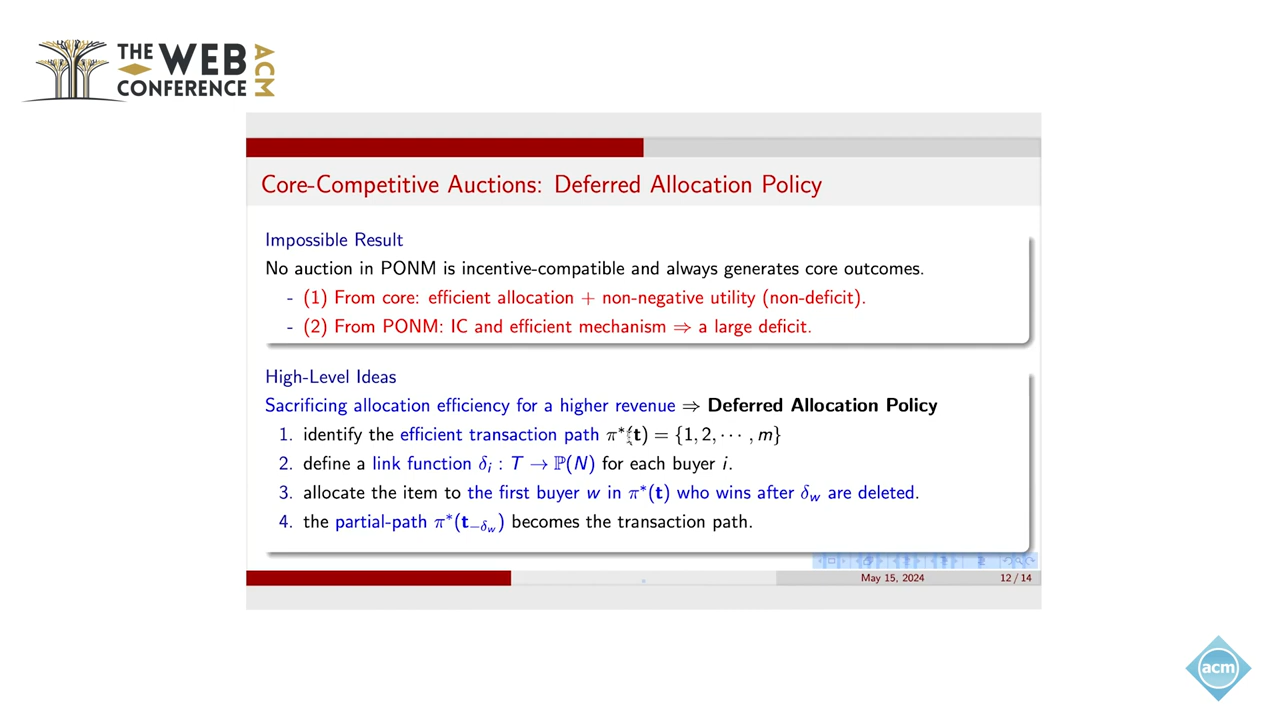 THE WEB
CONFERENCE
ACM
Core-Competitive Auctions: Deferred Allocation Policy
Impossible Result
No auction in PONM is incentive-compatible and always generates core outcomes.
- (1) From core: efficient allocation + non-negative utility (non-deficit).
- (2) From PONM: IC and efficient mechanism ⇒ a large deficit.
High-Level Ideas
Sacrificing allocation efficiency for a higher revenue ⇒ Deferred Allocation Policy
1. identify the efficient transaction path π*(t) = {1, 2, ⋯ , m}
2. define a link function δᵢ : T → ℙ(N) for each buyer i.
3. allocate the item to the first buyer w in π*(t) who wins after δ_w are deleted.
4. the partial-path π*(t_{−δ_w}) becomes the transaction path.
May 15, 2024 12 / 14
acm